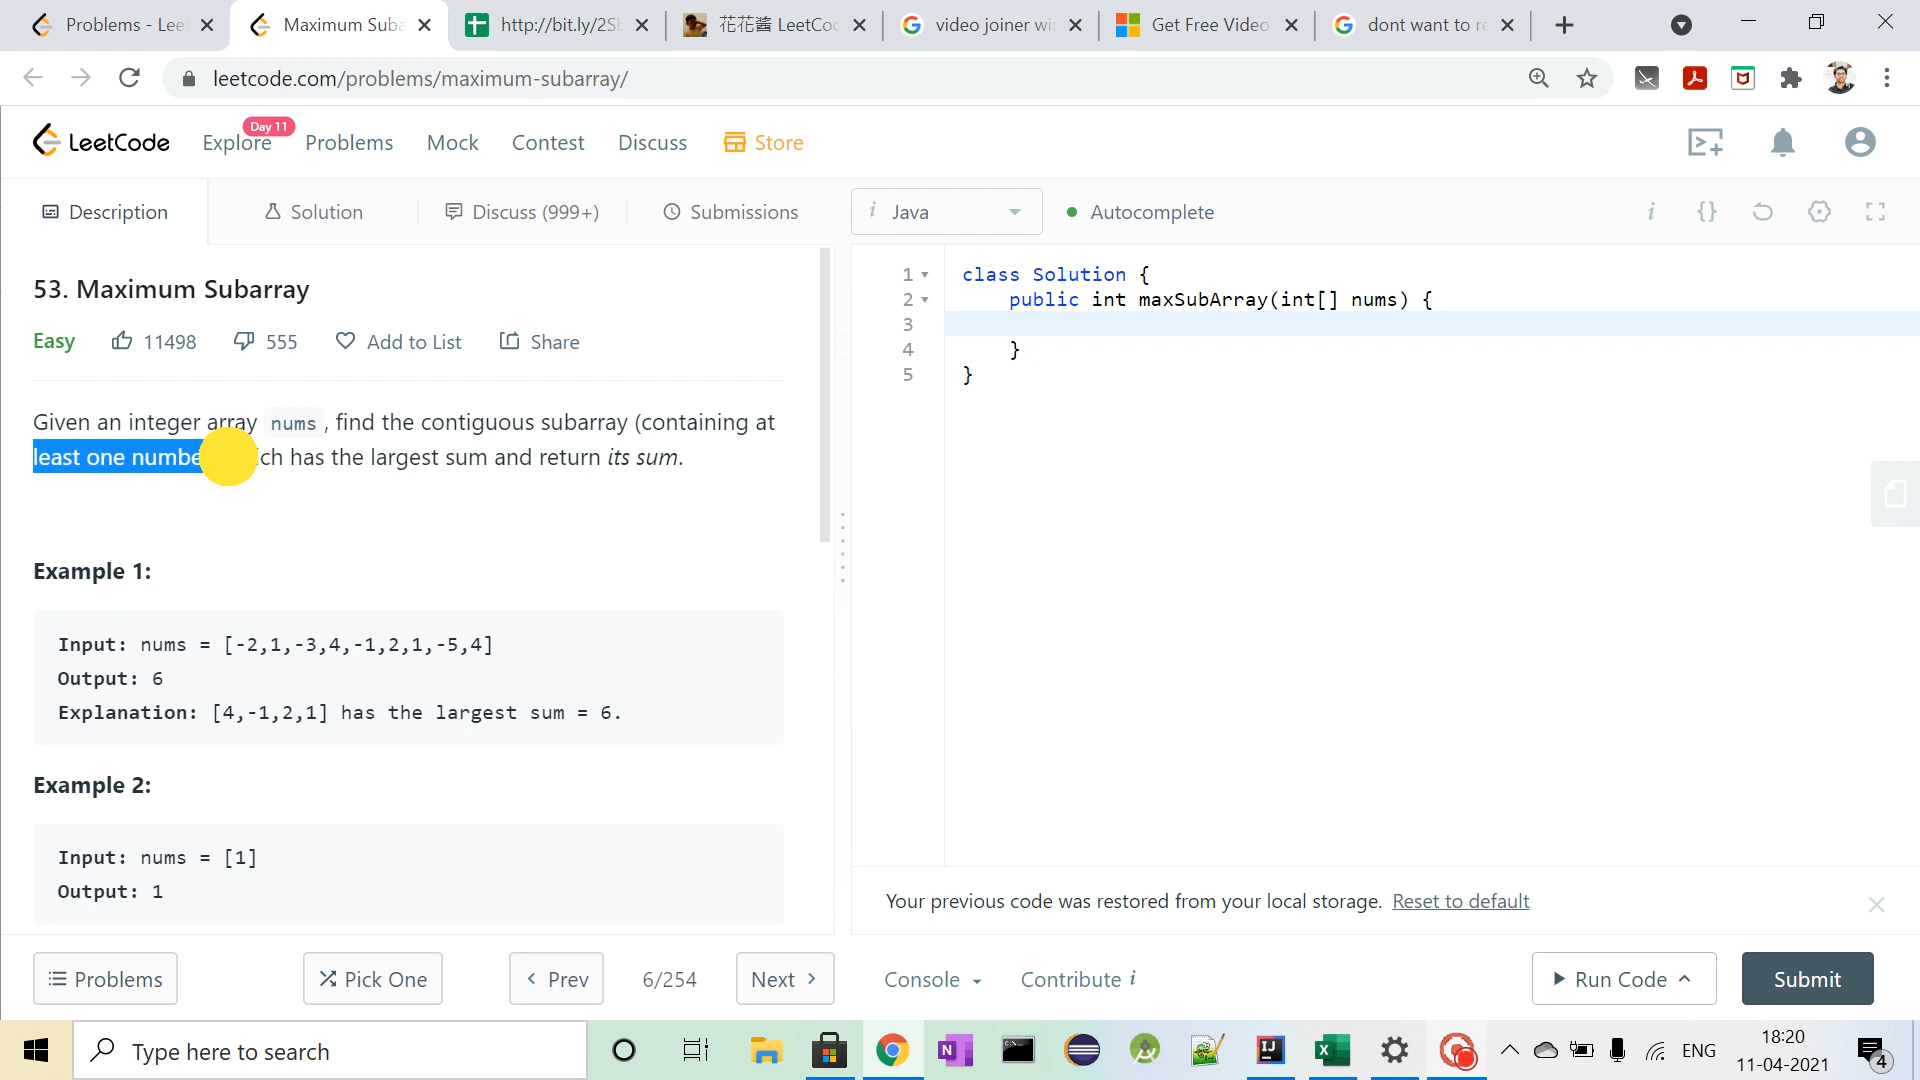 Problems - Lee
Maximum Suba
http://bit.ly/2S
花花酱 LeetCo
video joiner wi
Get Free Video
dont want to re
leetcode.com/problems/maximum-subarray/
LeetCode
Explore
Day 11
Problems
Mock
Contest
Discuss
Store
Description
Solution
Discuss (999+)
Submissions
i Java
Autocomplete
53. Maximum Subarray
Easy
11498
555
Add to List
Share
Given an integer array nums , find the contiguous subarray (containing at
least one numbe ch has the largest sum and return its sum.
Example 1:
Input: nums = [-2,1,-3,4,-1,2,1,-5,4]
Output: 6
Explanation: [4,-1,2,1] has the largest sum = 6.
Example 2:
Input: nums = [1]
Output: 1
1 class Solution {
2 public int maxSubArray(int[] nums) {
3
4 }
5 }
Your previous code was restored from your local storage. Reset to default
Problems
Pick One
Prev
6/254
Next
Console
Contribute i
Run Code
Submit
Type here to search
ENG
18:20
11-04-2021
4